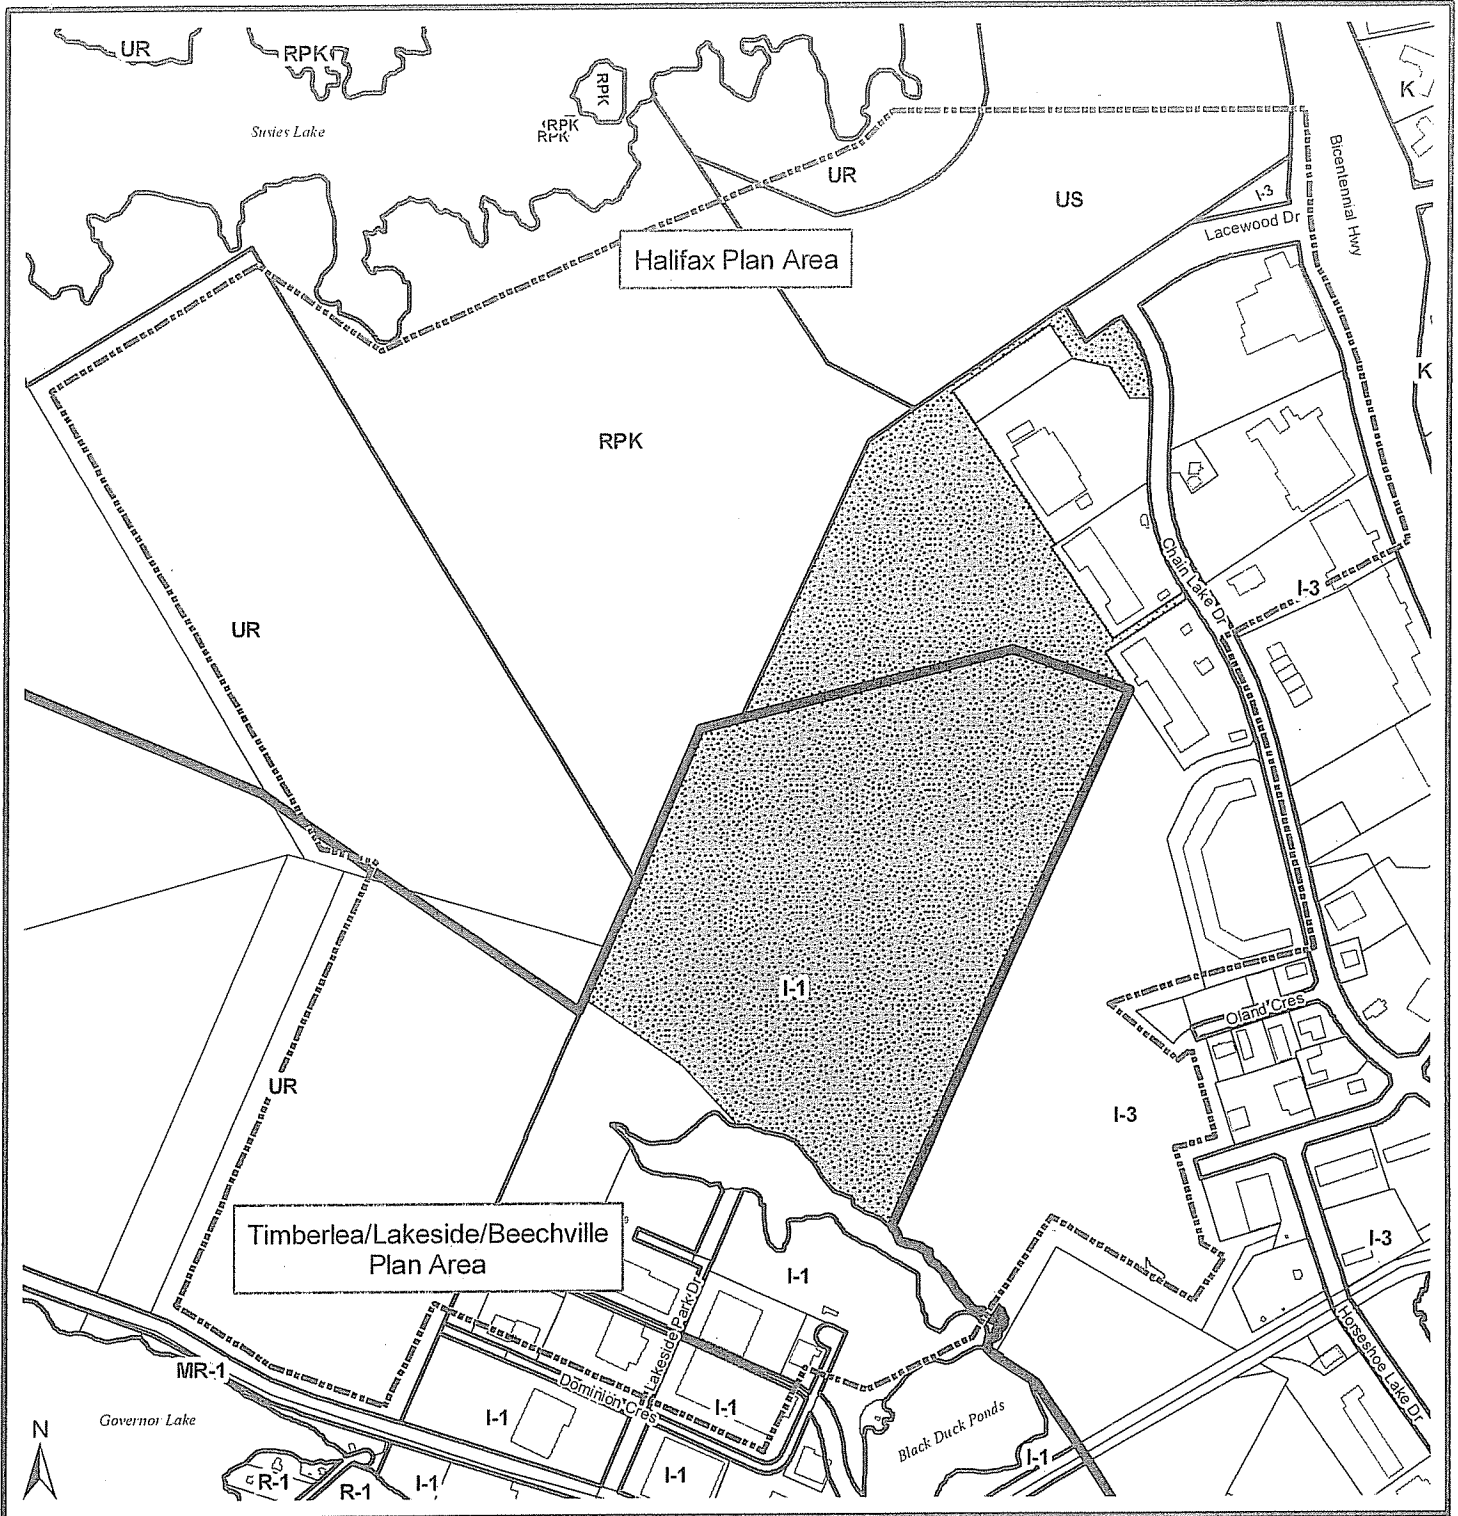 UR
RPK
RPK
RPK
RPK
K
Susies Lake
UR
US
I-3
Bicentennial Hwy
Lacewood Dr
Halifax Plan Area
K
RPK
Chain Lake Dr
I-3
UR
I-1
Oland Cres
UR
I-3
Timberlea/Lakeside/Beechville
Plan Area
I-3
I-1
Lakeside Park Dr
Horseshoe Lake Dr
MR-1
Dominion Cres
I-1
I-1
Governor Lake
Black Duck Ponds
N
I-1
I-1
R-1
R-1
I-1